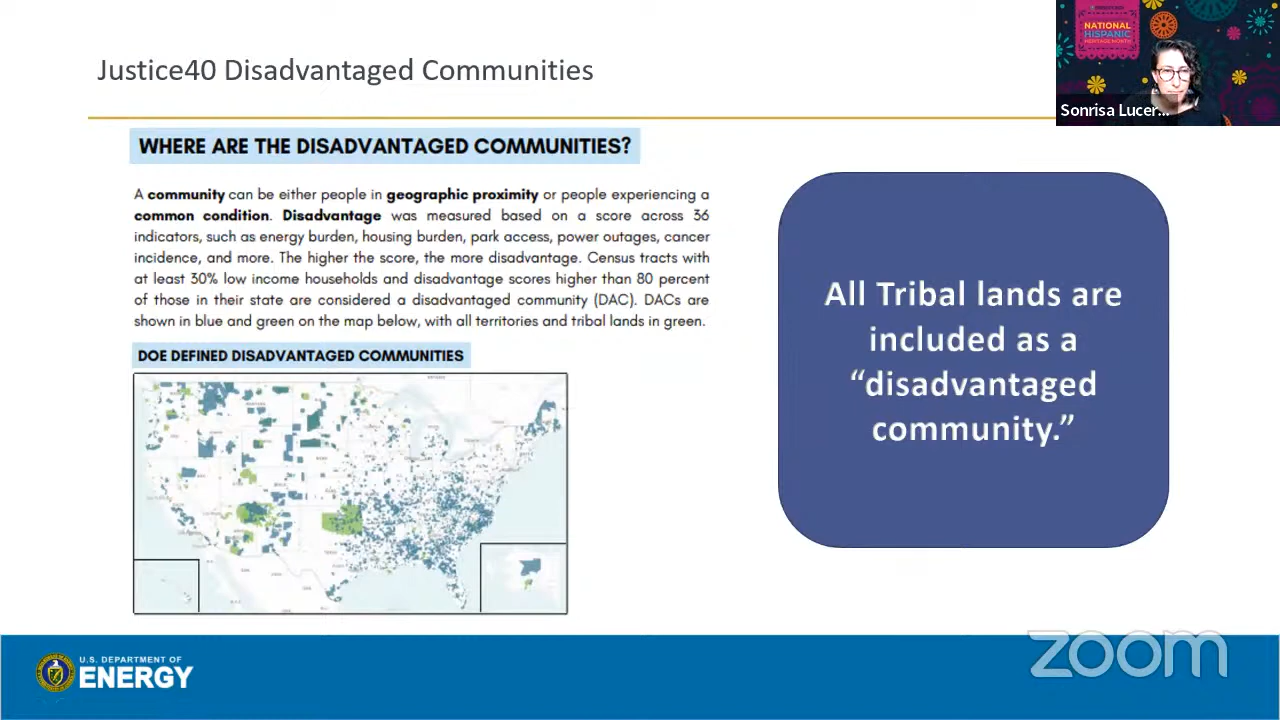 Justice40 Disadvantaged Communities
NATIONAL
HISPANIC
HERITAGE MONTH
Sonrisa Lucer...
WHERE ARE THE DISADVANTAGED COMMUNITIES?
A community can be either people in geographic proximity or people experiencing a
common condition. Disadvantage was measured based on a score across 36
indicators, such as energy burden, housing burden, park access, power outages, cancer
incidence, and more. The higher the score, the more disadvantage. Census tracts with
at least 30% low income households and disadvantage scores higher than 80 percent
of those in their state are considered a disadvantaged community (DAC). DACs are
shown in blue and green on the map below, with all territories and tribal lands in green.
DOE DEFINED DISADVANTAGED COMMUNITIES
All Tribal lands are
included as a
“disadvantaged
community.”
U.S. DEPARTMENT OF
ENERGY
zoom